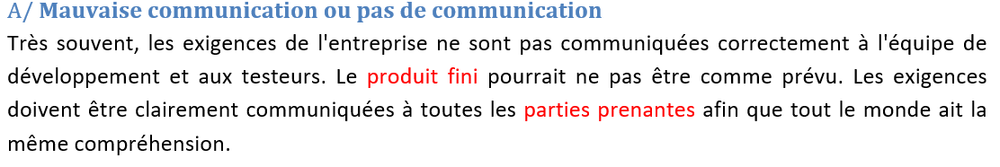 A/ Mauvaise communication ou pas de communication
Très souvent, les exigences de l'entreprise ne sont pas communiquées correctement à l'équipe de
développement et aux testeurs. Le produit fini pourrait ne pas être comme prévu. Les exigences
doivent être clairement communiquées à toutes les parties prenantes afin que tout le monde ait la
même compréhension.